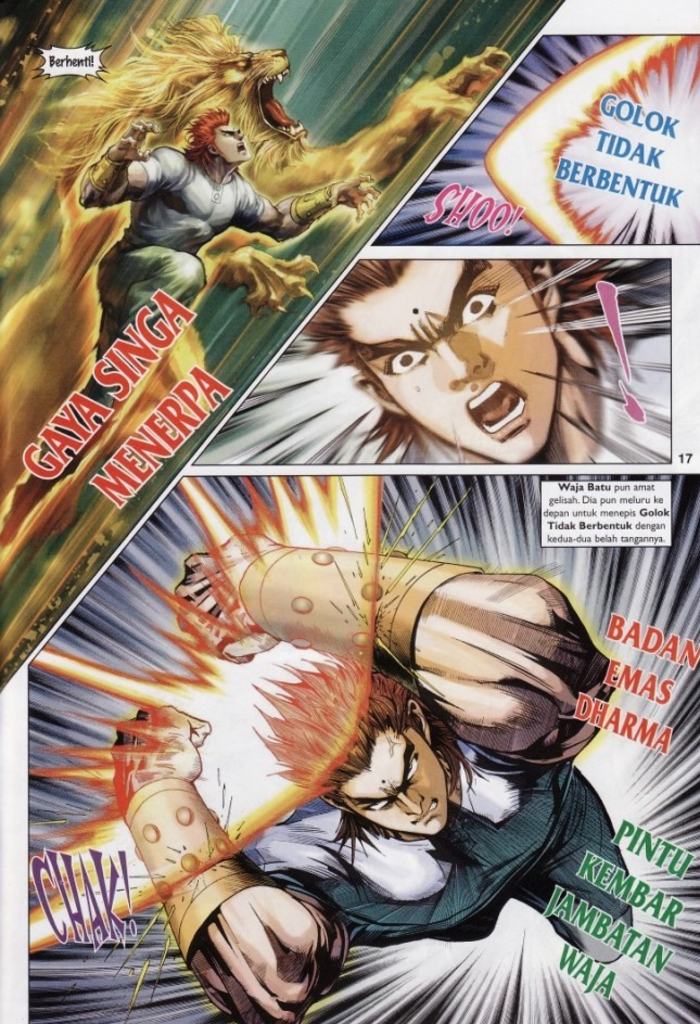 Berhenti!
GAYA SINGA
MENERPA
GOLOK
TIDAK
BERBENTUK
SHOO!
!
17
Waja Batu pun amat
gelisah. Dia pun meluru ke
depan untuk menepis Golok
Tidak Berbentuk dengan
kedua-dua belah tangannya.
BADAN
EMAS
DHARMA
CHAK!
PINTU
KEMBAR
JAMBATAN
WAJA